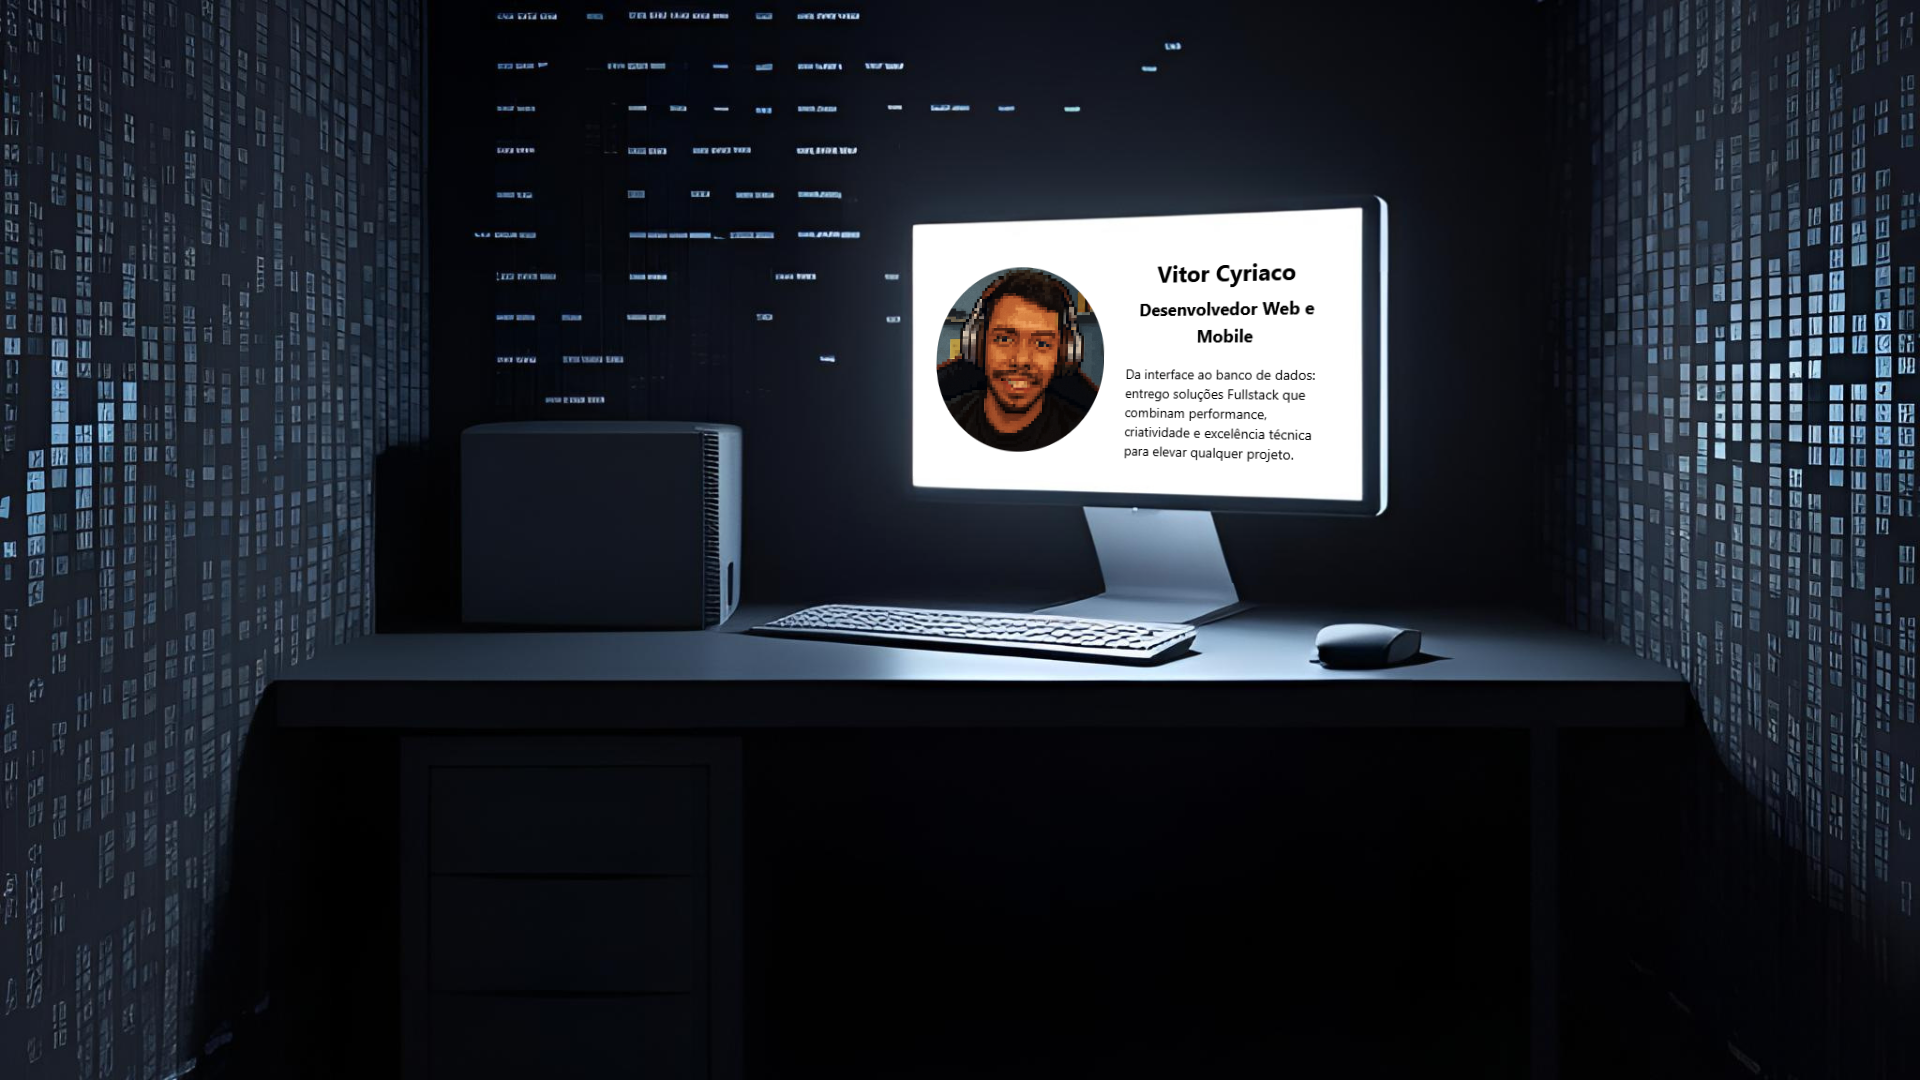 Vitor Cyriaco
Desenvolvedor Web e
Mobile
Da interface ao banco de dados:
entrego soluções Fullstack que
combinam performance,
criatividade e excelência técnica
para elevar qualquer projeto.